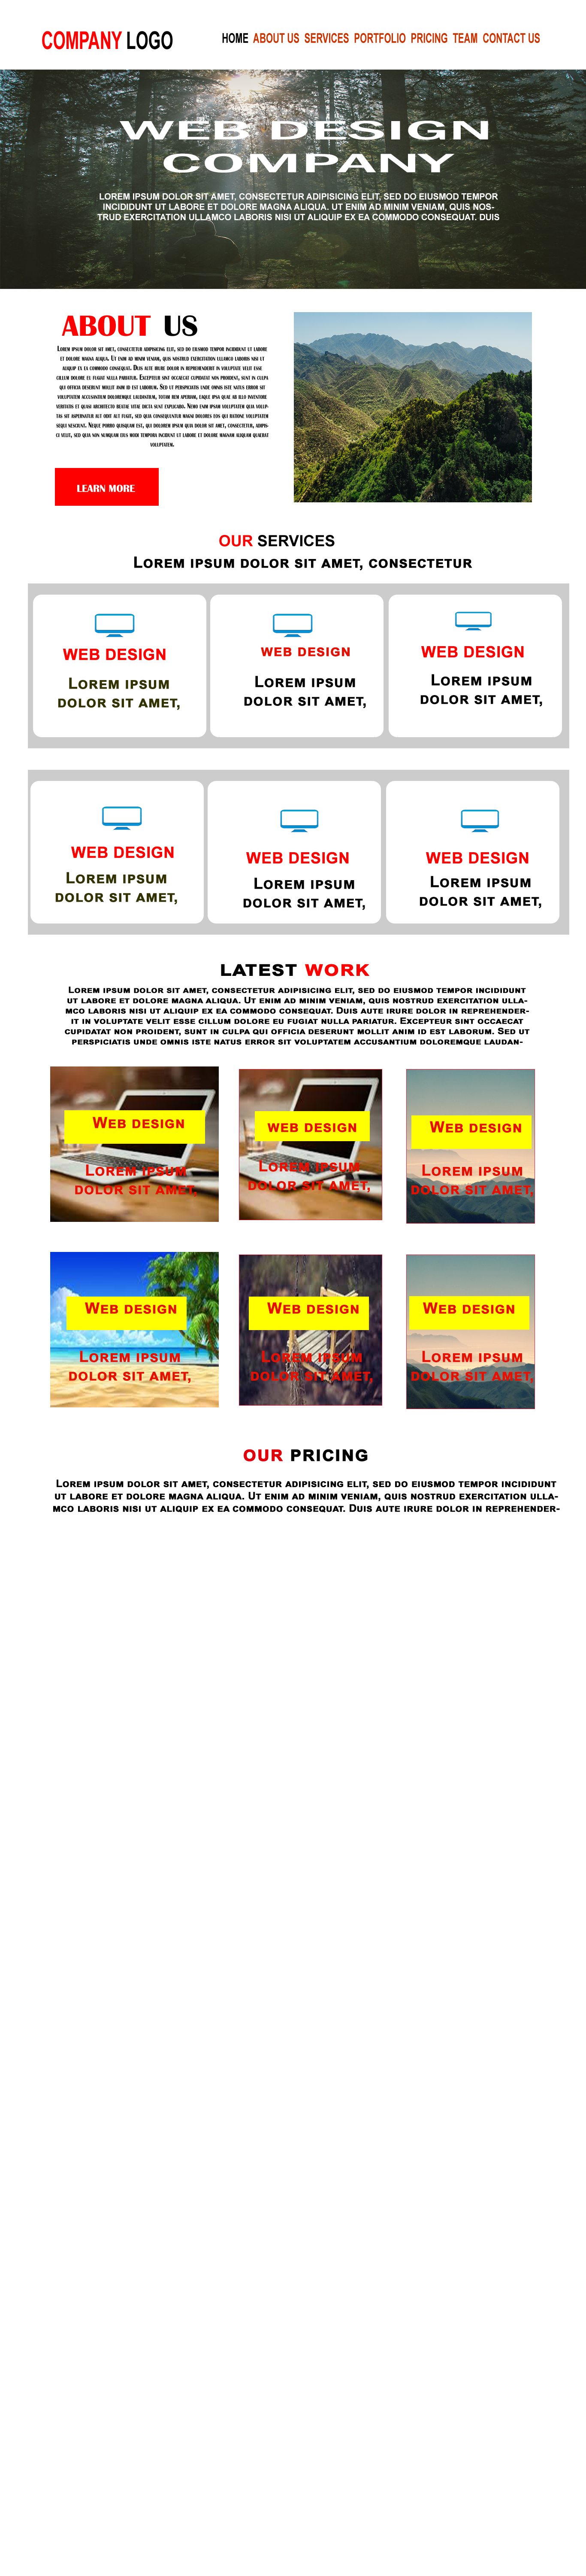 COMPANY LOGO
HOME ABOUT US SERVICES PORTFOLIO PRICING TEAM CONTACT US
WEB DESIGN
COMPANY
LOREM IPSUM DOLOR SIT AMET, CONSECTETUR ADIPISICING ELIT, SED DO EIUSMOD TEMPOR
INCIDIDUNT UT LABORE ET DOLORE MAGNA ALIQUA. UT ENIM AD MINIM VENIAM, QUIS NOS-
TRUD EXERCITATION ULLAMCO LABORIS NISI UT ALIQUIP EX EA COMMODO CONSEQUAT. DUIS
ABOUT US
Lorem ipsum dolor sit amet, consectetur adipisicing elit, sed do eiusmod tempor incididunt ut labore
et dolore magna aliqua. Ut enim ad minim veniam, quis nostrud exercitation ullamco laboris nisi ut
aliquip ex ea commodo consequat. Duis aute irure dolor in reprehenderit in voluptate velit esse
cillum dolore eu fugiat nulla pariatur. Excepteur sint occaecat cupidatat non proident, sunt in culpa
qui officia deserunt mollit anim id est laborum. Sed ut perspiciatis unde omnis iste natus error sit
voluptatem accusantium doloremque laudantium, totam rem aperiam, eaque ipsa quae ab illo inventore
veritatis et quasi architecto beatae vitae dicta sunt explicabo. Nemo enim ipsam voluptatem quia volup-
tas sit aspernatur aut odit aut fugit, sed quia consequuntur magni dolores eos qui ratione voluptatem
sequi nesciunt. Neque porro quisquam est, qui dolorem ipsum quia dolor sit amet, consectetur, adipis-
ci velit, sed quia non numquam eius modi tempora incidunt ut labore et dolore magnam aliquam quaerat
voluptatem.
LEARN MORE
OUR SERVICES
Lorem ipsum dolor sit amet, consectetur
WEB DESIGN
Lorem ipsum
dolor sit amet,
WEB DESIGN
Lorem ipsum
dolor sit amet,
WEB DESIGN
Lorem ipsum
dolor sit amet,
WEB DESIGN
Lorem ipsum
dolor sit amet,
WEB DESIGN
Lorem ipsum
dolor sit amet,
WEB DESIGN
Lorem ipsum
dolor sit amet,
LATEST WORK
Lorem ipsum dolor sit amet, consectetur adipisicing elit, sed do eiusmod tempor incididunt
ut labore et dolore magna aliqua. Ut enim ad minim veniam, quis nostrud exercitation ulla-
mco laboris nisi ut aliquip ex ea commodo consequat. Duis aute irure dolor in reprehender-
it in voluptate velit esse cillum dolore eu fugiat nulla pariatur. Excepteur sint occaecat
cupidatat non proident, sunt in culpa qui officia deserunt mollit anim id est laborum. Sed ut
perspiciatis unde omnis iste natus error sit voluptatem accusantium doloremque laudan-
Web design
Lorem ipsum
dolor sit amet,
web design
Lorem ipsum
dolor sit amet,
Web design
Lorem ipsum
dolor sit amet,
Web design
Lorem ipsum
dolor sit amet,
Web design
Lorem ipsum
dolor sit amet,
Web design
Lorem ipsum
dolor sit amet,
OUR PRICING
Lorem ipsum dolor sit amet, consectetur adipisicing elit, sed do eiusmod tempor incididunt
ut labore et dolore magna aliqua. Ut enim ad minim veniam, quis nostrud exercitation ulla-
mco laboris nisi ut aliquip ex ea commodo consequat. Duis aute irure dolor in reprehender-